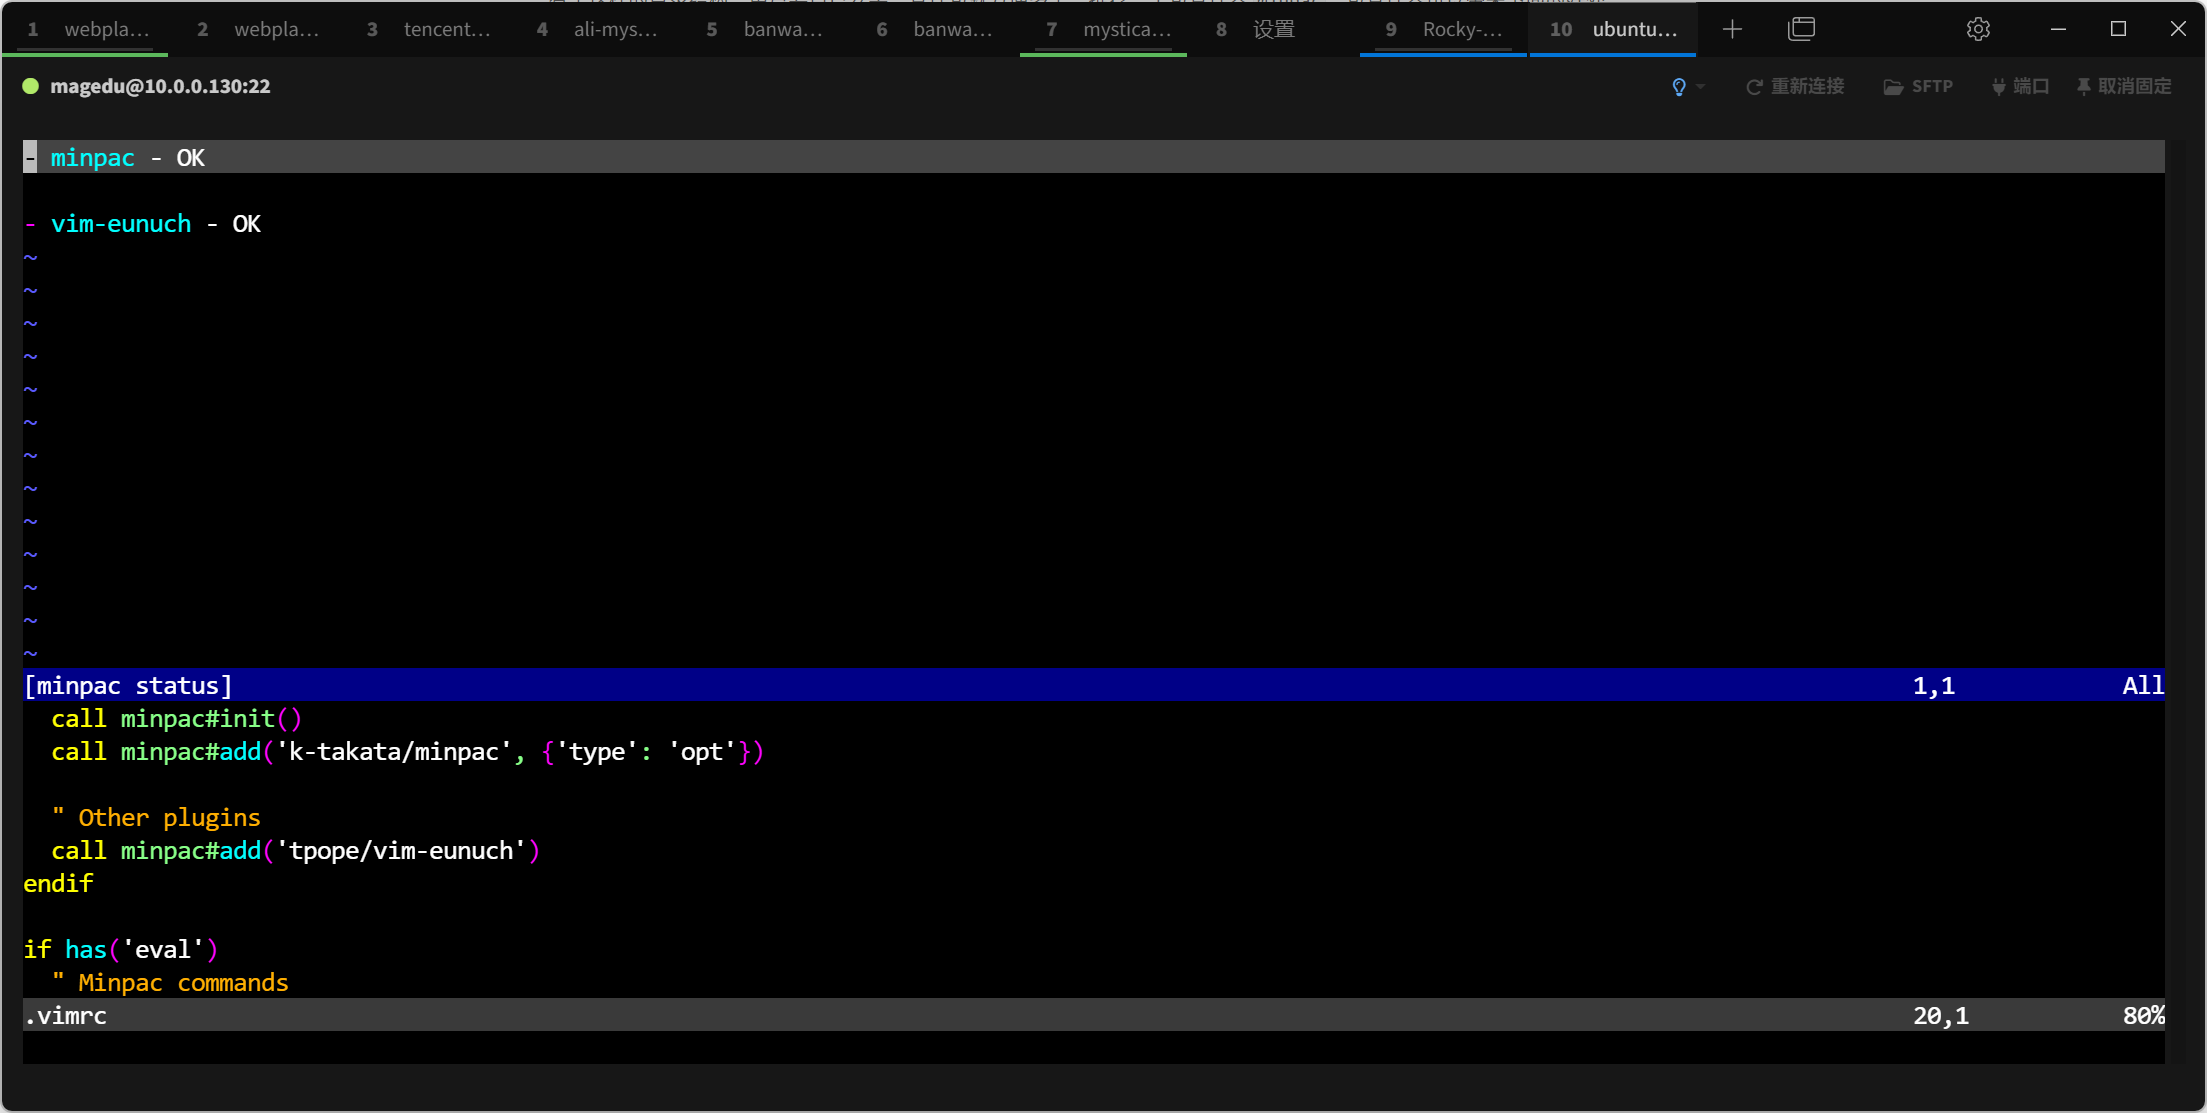 1 webpla... 2 webpla... 3 tencent... 4 ali-mys... 5 banwa... 6 banwa... 7 mystica... 8 设置 9 Rocky-... 10 ubuntu...
magedu@10.0.0.130:22 重新连接 SFTP 端口 取消固定
- minpac - OK
- vim-eunuch - OK
~
~
~
~
~
~
~
~
~
~
~
~
~
[minpac status] 1,1 All
call minpac#init()
call minpac#add('k-takata/minpac', {'type': 'opt'})
" Other plugins
call minpac#add('tpope/vim-eunuch')
endif
if has('eval')
" Minpac commands
.vimrc 20,1 80%